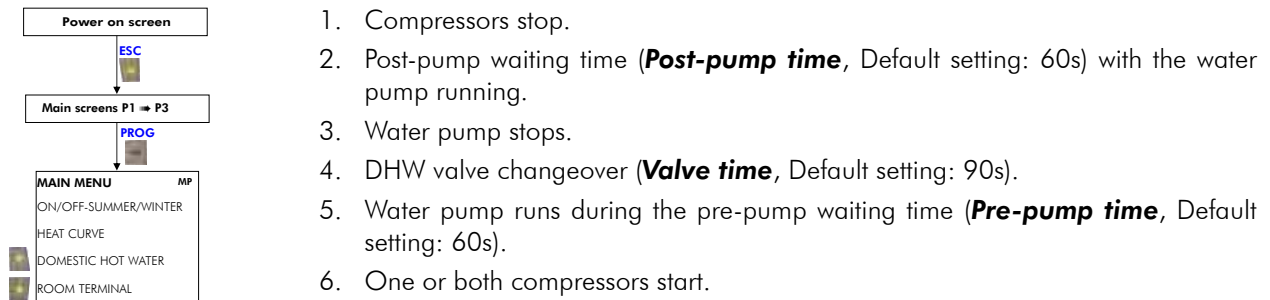 Power on screen
ESC
Main screens P1 ➠ P3
PROG
MAIN MENU MP
ON/OFF-SUMMER/WINTER
HEAT CURVE
DOMESTIC HOT WATER
ROOM TERMINAL
1. Compressors stop.
2. Post-pump waiting time (Post-pump time, Default setting: 60s) with the water
pump running.
3. Water pump stops.
4. DHW valve changeover (Valve time, Default setting: 90s).
5. Water pump runs during the pre-pump waiting time (Pre-pump time, Default
setting: 60s).
6. One or both compressors start.